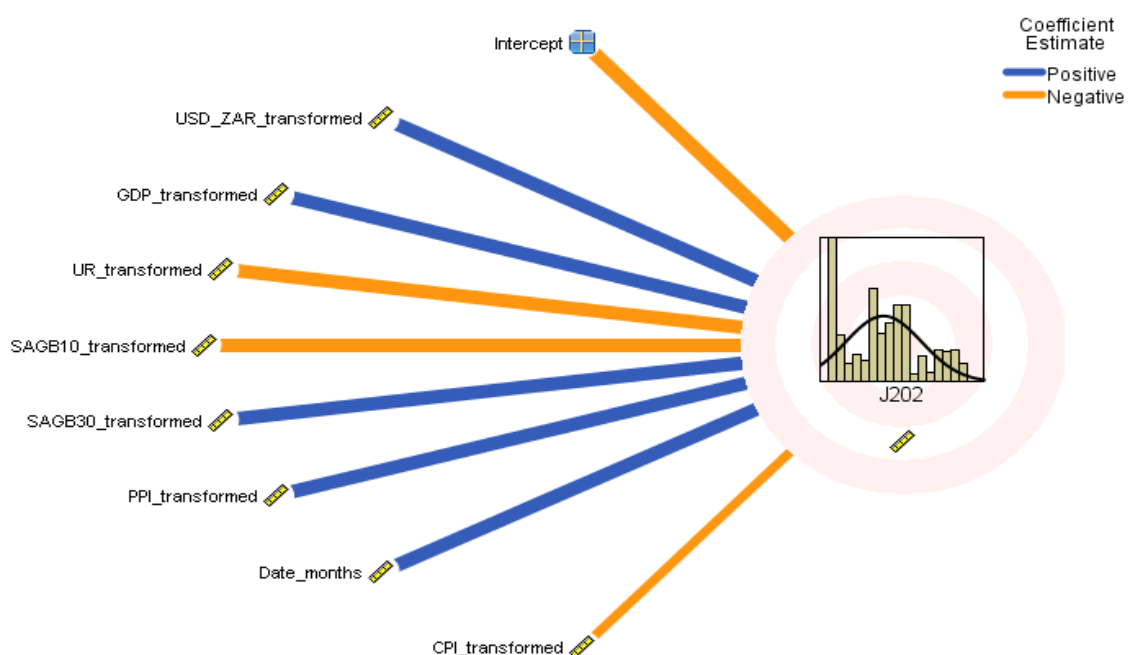 Coefficient
Estimate
Positive
Negative
Intercept
USD_ZAR_transformed
GDP_transformed
UR_transformed
SAGB10_transformed
SAGB30_transformed
PPI_transformed
Date_months
CPI_transformed
J202